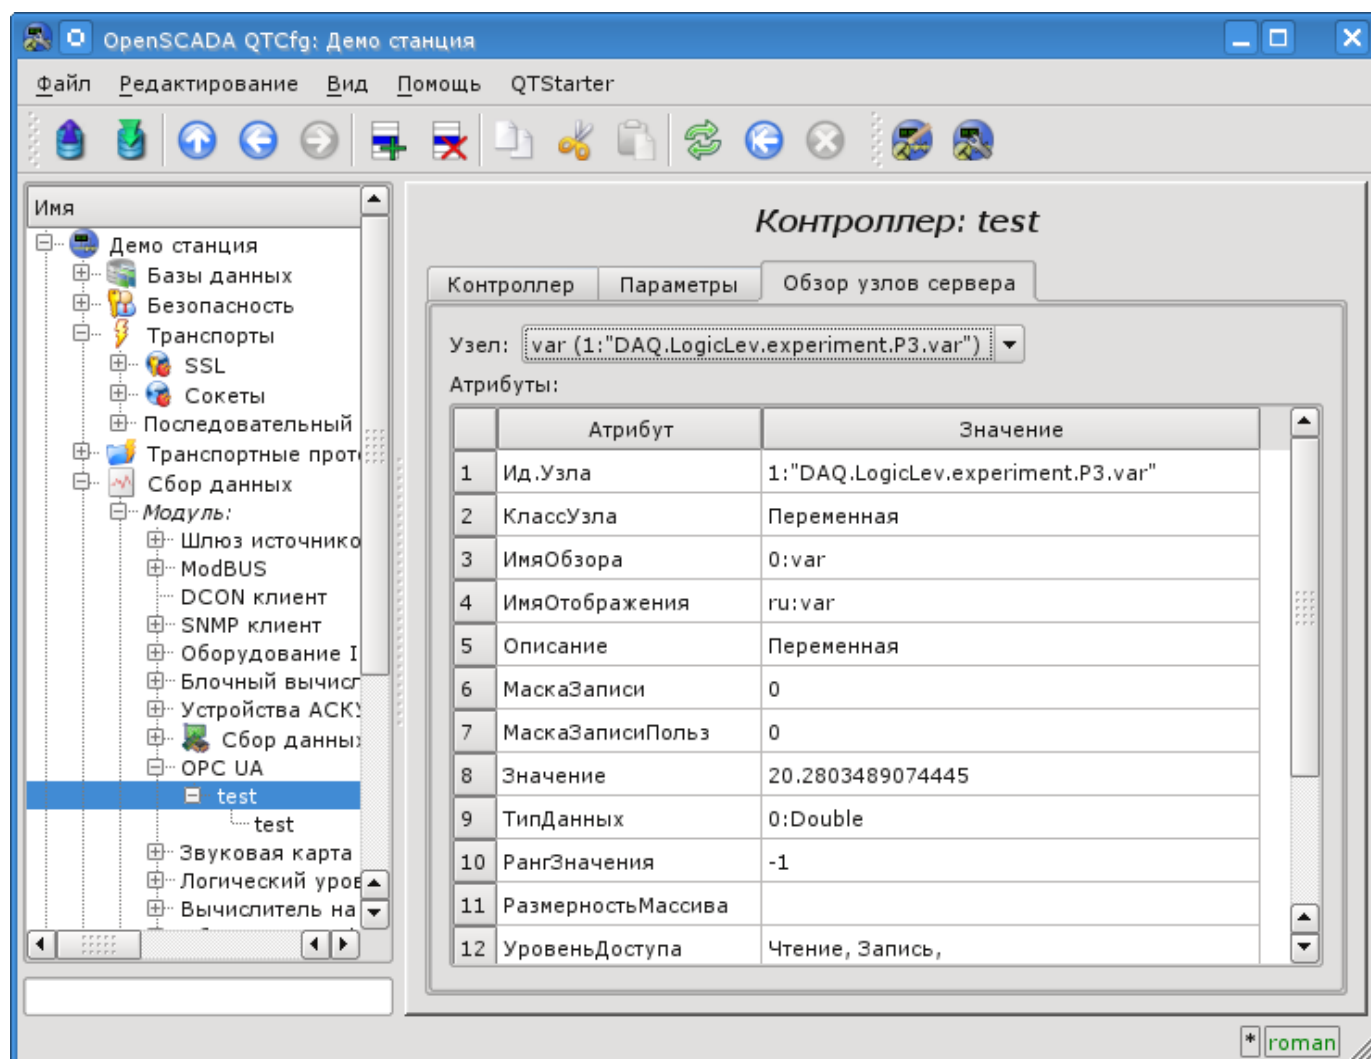 OpenSCADA QTCfg: Демо станция
Файл Редактирование Вид Помощь QTStarter
Имя
Демо станция
Базы данных
Безопасность
Транспорты
SSL
Сокеты
Последовательный
Транспортные прот
Сбор данных
Модуль:
Шлюз источнико
ModBUS
DCON клиент
SNMP клиент
Оборудование I
Блочный вычисл
Устройства АСКУ
Сбор данных
OPC UA
test
test
Звуковая карта
Логический уров
Вычислитель на
Контроллер: test
Контроллер Параметры Обзор узлов сервера
Узел: var (1:"DAQ.LogicLev.experiment.P3.var")
Атрибуты:
Атрибут Значение
1 Ид.Узла 1:"DAQ.LogicLev.experiment.P3.var"
2 КлассУзла Переменная
3 ИмяОбзора 0:var
4 ИмяОтображения ru:var
5 Описание Переменная
6 МаскаЗаписи 0
7 МаскаЗаписиПольз 0
8 Значение 20.2803489074445
9 ТипДанных 0:Double
10 РангЗначения -1
11 РазмерностьМассива
12 УровеньДоступа Чтение, Запись,
* roman